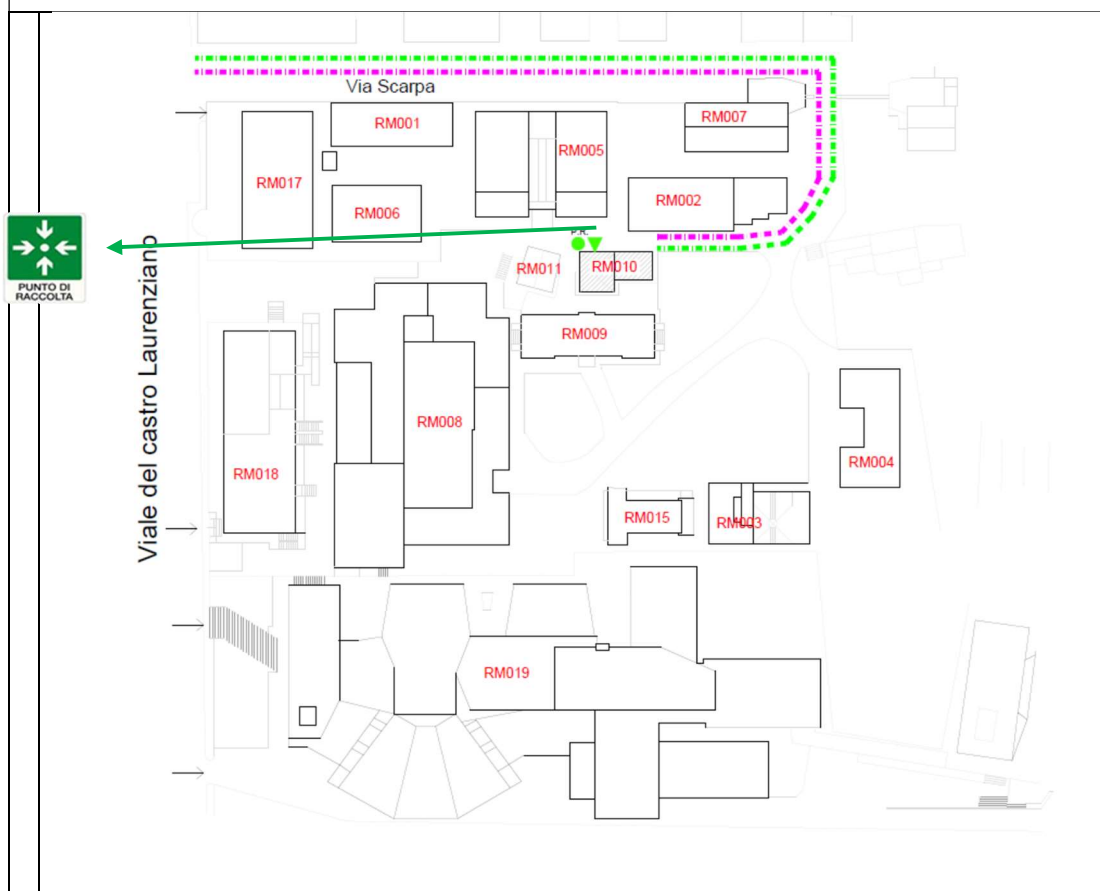 Via Scarpa
RM001
RM007
RM005
RM017
RM002
RM006
P.R.
RM011
RM010
PUNTO DI
RACCOLTA
Viale del castro Laurenziano
RM009
RM008
RM004
RM018
RM015
RM003
RM019